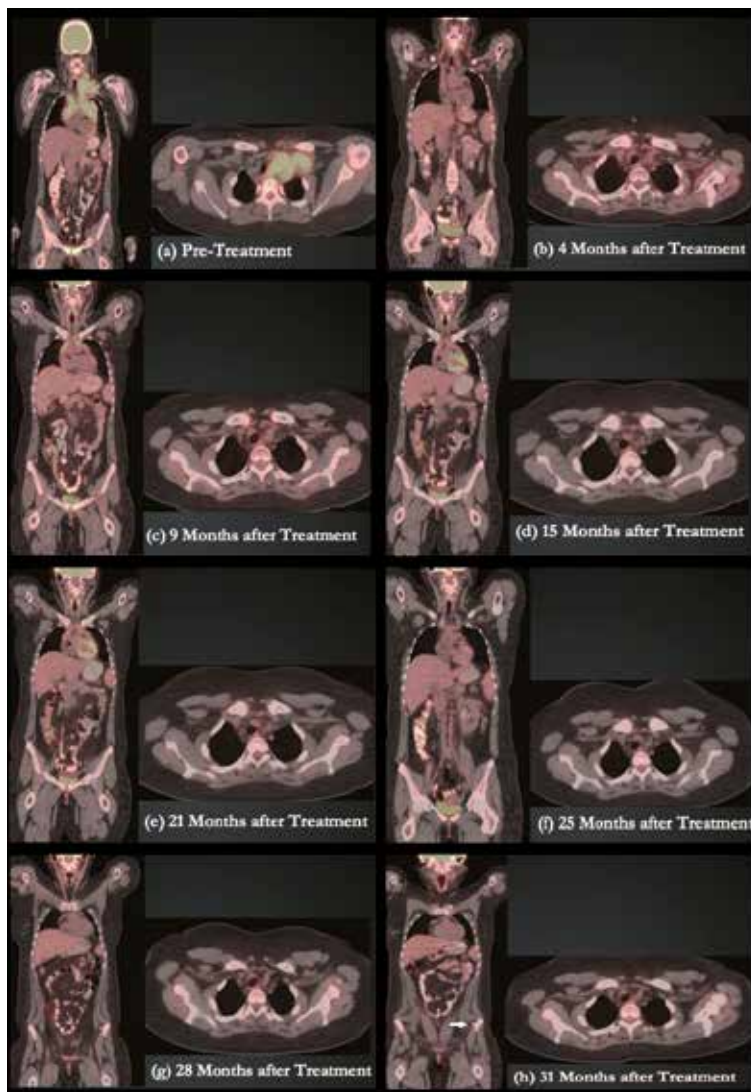 (a) Pre-Treatment
(b) 4 Months after Treatment
(c) 9 Months after Treatment
(d) 15 Months after Treatment
(e) 21 Months after Treatment
(f) 25 Months after Treatment
(g) 28 Months after Treatment
(h) 31 Months after Treatment